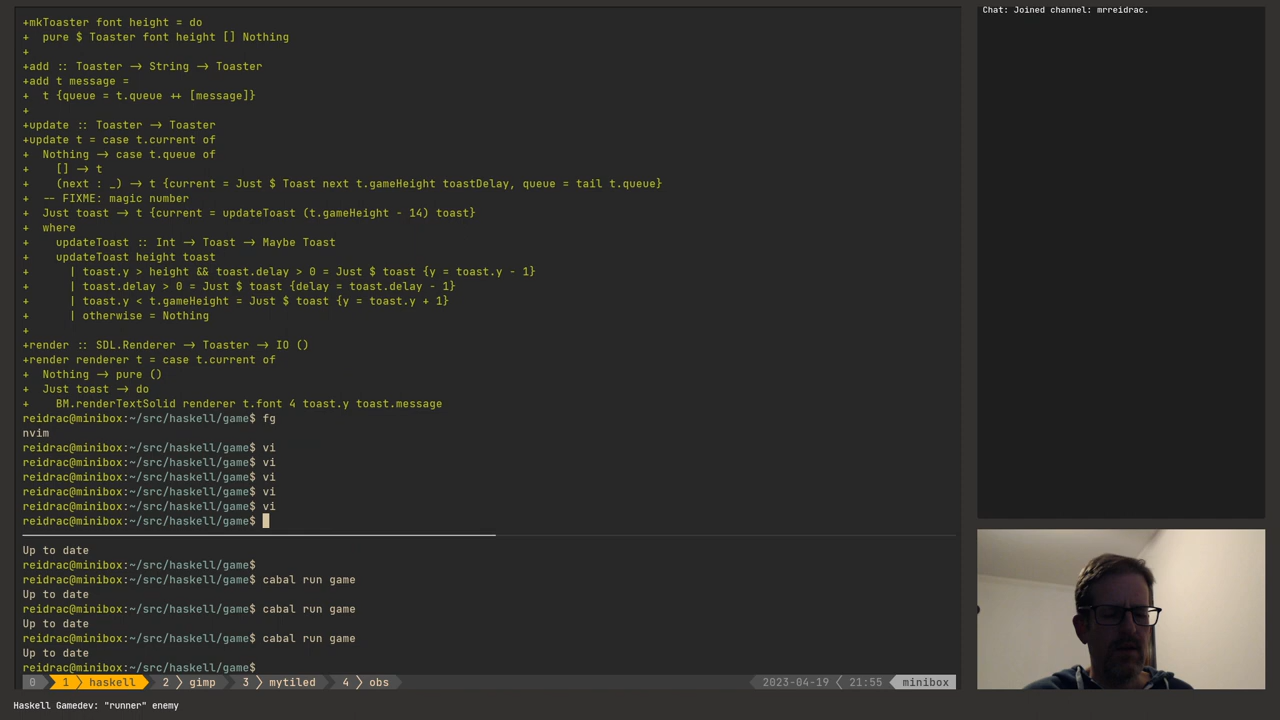 +mkToaster font height = do
+  pure $ Toaster font height [] Nothing
+
+add :: Toaster -> String -> Toaster
+add t message =
+  t {queue = t.queue ++ [message]}
+
+update :: Toaster -> Toaster
+update t = case t.current of
+  Nothing -> case t.queue of
+    [] -> t
+    (next : _) -> t {current = Just $ Toast next t.gameHeight toastDelay, queue = tail t.queue}
+  -- FIXME: magic number
+  Just toast -> t {current = updateToast (t.gameHeight - 14) toast}
+  where
+    updateToast :: Int -> Toast -> Maybe Toast
+    updateToast height toast
+      | toast.y > height && toast.delay > 0 = Just $ toast {y = toast.y - 1}
+      | toast.delay > 0 = Just $ toast {delay = toast.delay - 1}
+      | toast.y < t.gameHeight = Just $ toast {y = toast.y + 1}
+      | otherwise = Nothing
+
+render :: SDL.Renderer -> Toaster -> IO ()
+render renderer t = case t.current of
+  Nothing -> pure ()
+  Just toast -> do
+    BM.renderTextSolid renderer t.font 4 toast.y toast.message
reidrac@minibox:~/src/haskell/game$ fg
nvim
reidrac@minibox:~/src/haskell/game$ vi
reidrac@minibox:~/src/haskell/game$ vi
reidrac@minibox:~/src/haskell/game$ vi
reidrac@minibox:~/src/haskell/game$ vi
reidrac@minibox:~/src/haskell/game$ vi
reidrac@minibox:~/src/haskell/game$
Up to date
reidrac@minibox:~/src/haskell/game$
reidrac@minibox:~/src/haskell/game$ cabal run game
Up to date
reidrac@minibox:~/src/haskell/game$ cabal run game
Up to date
reidrac@minibox:~/src/haskell/game$ cabal run game
Up to date
reidrac@minibox:~/src/haskell/game$
0 1 haskell 2 gimp 3 mytiled 4 obs 2023-04-19 21:55 minibox
Haskell Gamedev: "runner" enemy
Chat: Joined channel: mrreidrac.